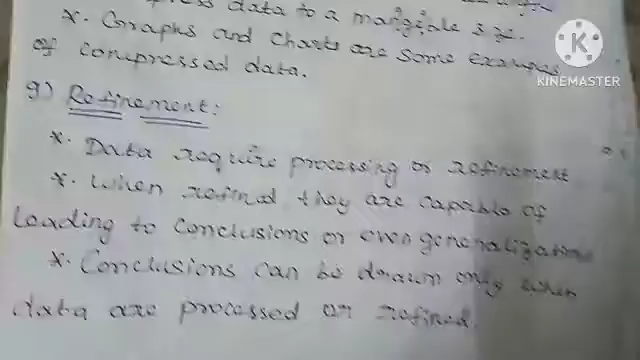 press data to a mangiable size.
*. Graphs and charts are some examples
of compressed data.
g) Refinement:
*. Data require processing or refinement
*. When refined they are capable of
leading to conclusions or even generalizations
*. Conclusions can be drawn only when
data are processed or refined.
KINEMASTER